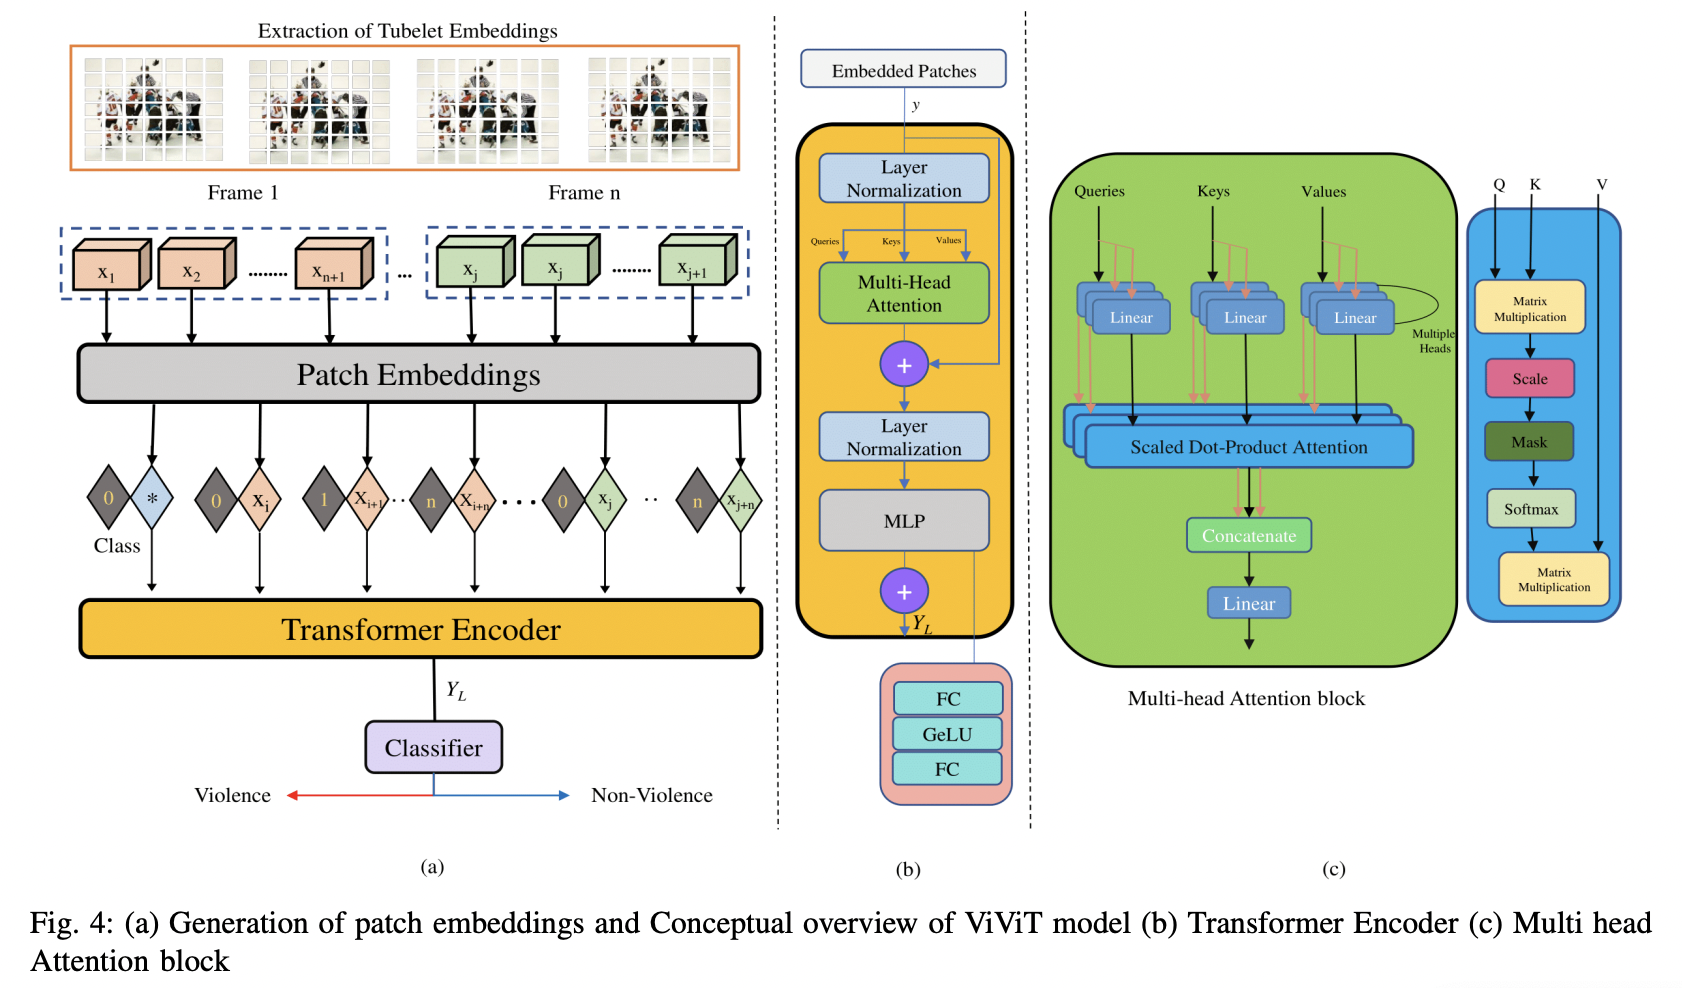 Extraction of Tubelet Embeddings
Frame 1
Frame n
x1
x2
........
xn+1
...
xj
xj
........
xj+1
Patch Embeddings
0
*
0
xi
1
Xi+1
..
n
Xi+n
...
0
xj
..
n
xj+n
Class
Transformer Encoder
YL
Classifier
Violence
Non-Violence
(a)
Embedded Patches
y
Layer
Normalization
Queries
Keys
Values
Multi-Head
Attention
+
Layer
Normalization
MLP
+
YL
FC
GeLU
FC
(b)
Queries
Keys
Values
Linear
Linear
Linear
Multiple
Heads
Scaled Dot-Product Attention
Concatenate
Linear
Multi-head Attention block
Q
K
V
Matrix
Multiplication
Scale
Mask
Softmax
Matrix
Multiplication
(c)
Fig. 4: (a) Generation of patch embeddings and Conceptual overview of ViViT model (b) Transformer Encoder (c) Multi head
Attention block